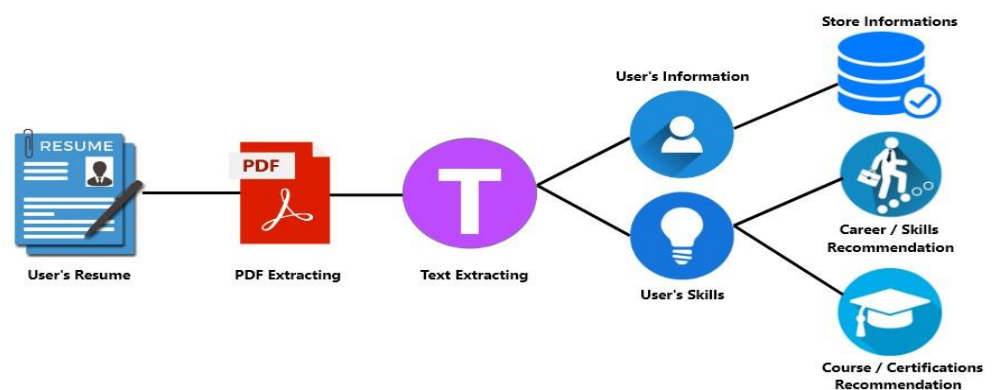 Store Informations
User's Information
RESUME
PDF
T
Career / Skills
Recommendation
User's Resume
PDF Extracting
Text Extracting
User's Skills
Course / Certifications
Recommendation